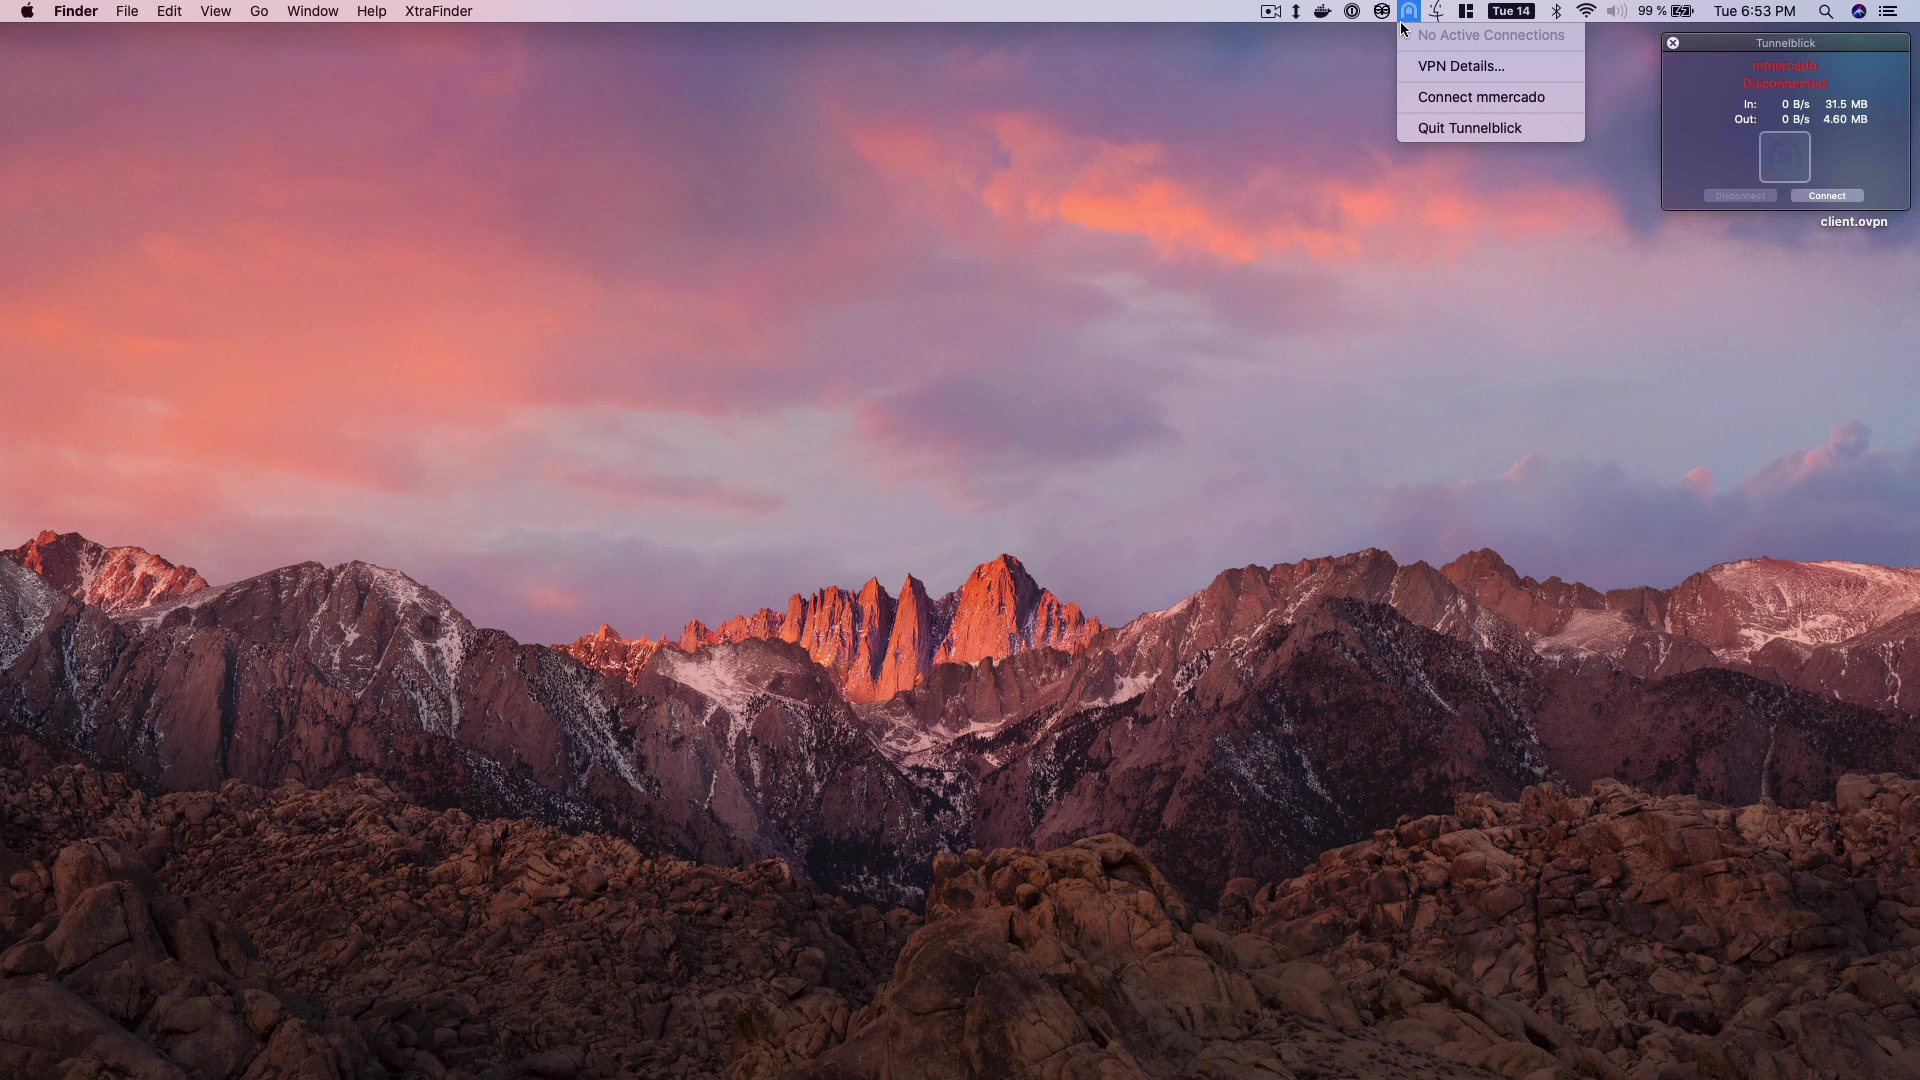 Finder File Edit View Go Window Help XtraFinder Tue 14 99 % Tue 6:53 PM
No Active Connections
VPN Details...
Connect mmercado
Quit Tunnelblick
Tunnelblick
mmercado
Disconnected
In: 0 B/s 31.5 MB
Out: 0 B/s 4.60 MB
Disconnect Connect
client.ovpn